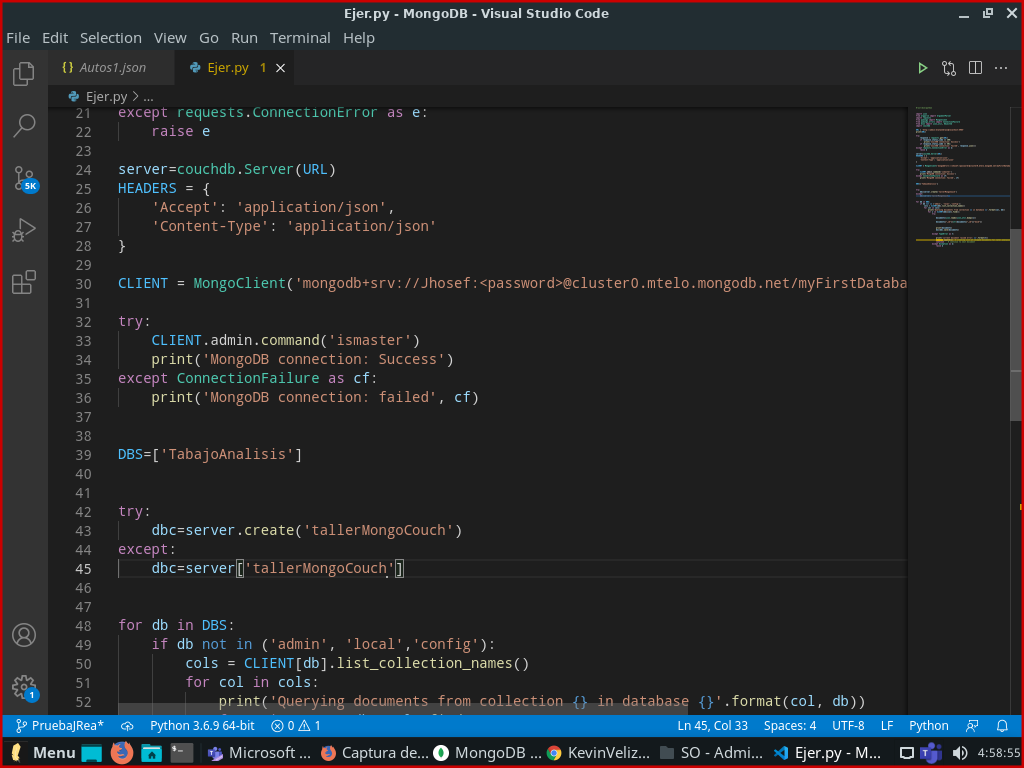 Ejer.py - MongoDB - Visual Studio Code
File Edit Selection View Go Run Terminal Help
{} Autos1.json Ejer.py 1
Ejer.py > ...
21 except requests.ConnectionError as e:
22 raise e
23
24 server=couchdb.Server(URL)
25 HEADERS = {
26 'Accept': 'application/json',
27 'Content-Type': 'application/json'
28 }
29
30 CLIENT = MongoClient('mongodb+srv://Jhosef:<password>@cluster0.mtelo.mongodb.net/myFirstDataba
31
32 try:
33 CLIENT.admin.command('ismaster')
34 print('MongoDB connection: Success')
35 except ConnectionFailure as cf:
36 print('MongoDB connection: failed', cf)
37
38
39 DBS=['TabajoAnalisis']
40
41
42 try:
43 dbc=server.create('tallerMongoCouch')
44 except:
45 dbc=server['tallerMongoCouch']
46
47
48 for db in DBS:
49 if db not in ('admin', 'local','config'):
50 cols = CLIENT[db].list_collection_names()
51 for col in cols:
52 print('Querying documents from collection {} in database {}'.format(col, db))
5K
1
PruebaJRea* Python 3.6.9 64-bit 0 1 Ln 45, Col 33 Spaces: 4 UTF-8 LF Python
Menu Microsoft ... Captura de... MongoDB ... KevinVeliz... SO - Admi... Ejer.py - M... 4:58:55